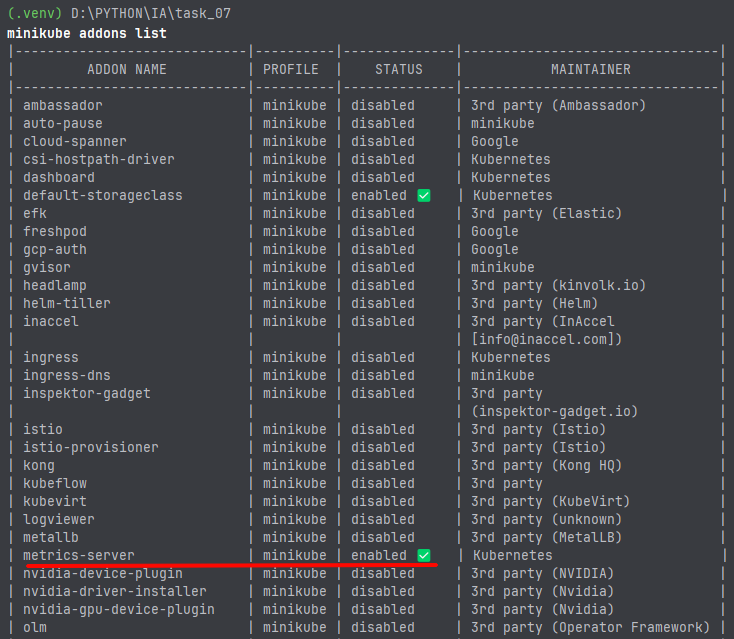 (.venv) D:\PYTHON\IA\task_07
minikube addons list
|-----------------------------|----------|--------------|--------------------------------|
| ADDON NAME | PROFILE | STATUS | MAINTAINER |
|-----------------------------|----------|--------------|--------------------------------|
| ambassador | minikube | disabled | 3rd party (Ambassador) |
| auto-pause | minikube | disabled | minikube |
| cloud-spanner | minikube | disabled | Google |
| csi-hostpath-driver | minikube | disabled | Kubernetes |
| dashboard | minikube | disabled | Kubernetes |
| default-storageclass | minikube | enabled ✅ | Kubernetes |
| efk | minikube | disabled | 3rd party (Elastic) |
| freshpod | minikube | disabled | Google |
| gcp-auth | minikube | disabled | Google |
| gvisor | minikube | disabled | minikube |
| headlamp | minikube | disabled | 3rd party (kinvolk.io) |
| helm-tiller | minikube | disabled | 3rd party (Helm) |
| inaccel | minikube | disabled | 3rd party (InAccel |
| | | | [info@inaccel.com]) |
| ingress | minikube | disabled | Kubernetes |
| ingress-dns | minikube | disabled | minikube |
| inspektor-gadget | minikube | disabled | 3rd party |
| | | | (inspektor-gadget.io) |
| istio | minikube | disabled | 3rd party (Istio) |
| istio-provisioner | minikube | disabled | 3rd party (Istio) |
| kong | minikube | disabled | 3rd party (Kong HQ) |
| kubeflow | minikube | disabled | 3rd party |
| kubevirt | minikube | disabled | 3rd party (KubeVirt) |
| logviewer | minikube | disabled | 3rd party (unknown) |
| metallb | minikube | disabled | 3rd party (MetalLB) |
| metrics-server | minikube | enabled ✅ | Kubernetes |
| nvidia-device-plugin | minikube | disabled | 3rd party (NVIDIA) |
| nvidia-driver-installer | minikube | disabled | 3rd party (Nvidia) |
| nvidia-gpu-device-plugin | minikube | disabled | 3rd party (Nvidia) |
| olm | minikube | disabled | 3rd party (Operator Framework) |